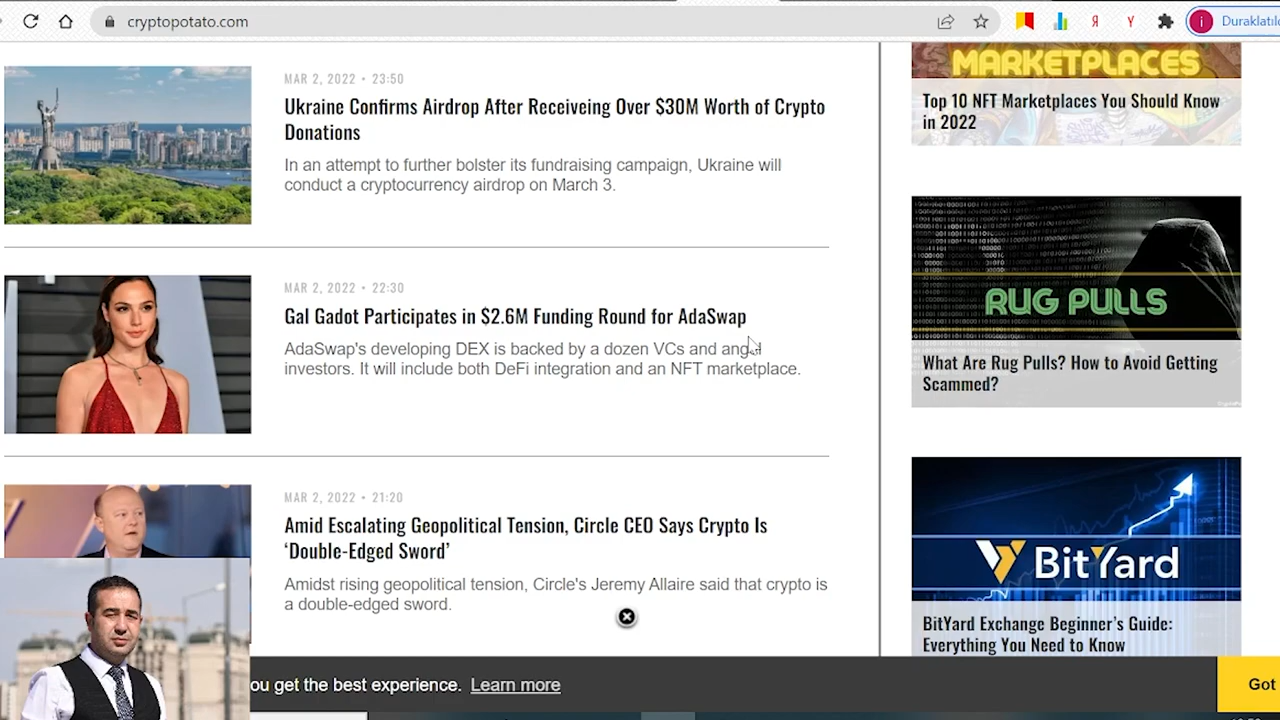 cryptopotato.com
Duraklatıl
MAR 2, 2022 • 23:50
Ukraine Confirms Airdrop After Receiveing Over $30M Worth of Crypto
Donations
In an attempt to further bolster its fundraising campaign, Ukraine will
conduct a cryptocurrency airdrop on March 3.
MAR 2, 2022 • 22:30
Gal Gadot Participates in $2.6M Funding Round for AdaSwap
AdaSwap's developing DEX is backed by a dozen VCs and angel
investors. It will include both DeFi integration and an NFT marketplace.
MAR 2, 2022 • 21:20
Amid Escalating Geopolitical Tension, Circle CEO Says Crypto Is
‘Double-Edged Sword’
Amidst rising geopolitical tension, Circle's Jeremy Allaire said that crypto is
a double-edged sword.
MARKETPLACES
Top 10 NFT Marketplaces You Should Know
in 2022
RUG PULLS
What Are Rug Pulls? How to Avoid Getting
Scammed?
BitYard
BitYard Exchange Beginner's Guide:
Everything You Need to Know
ou get the best experience. Learn more
Got